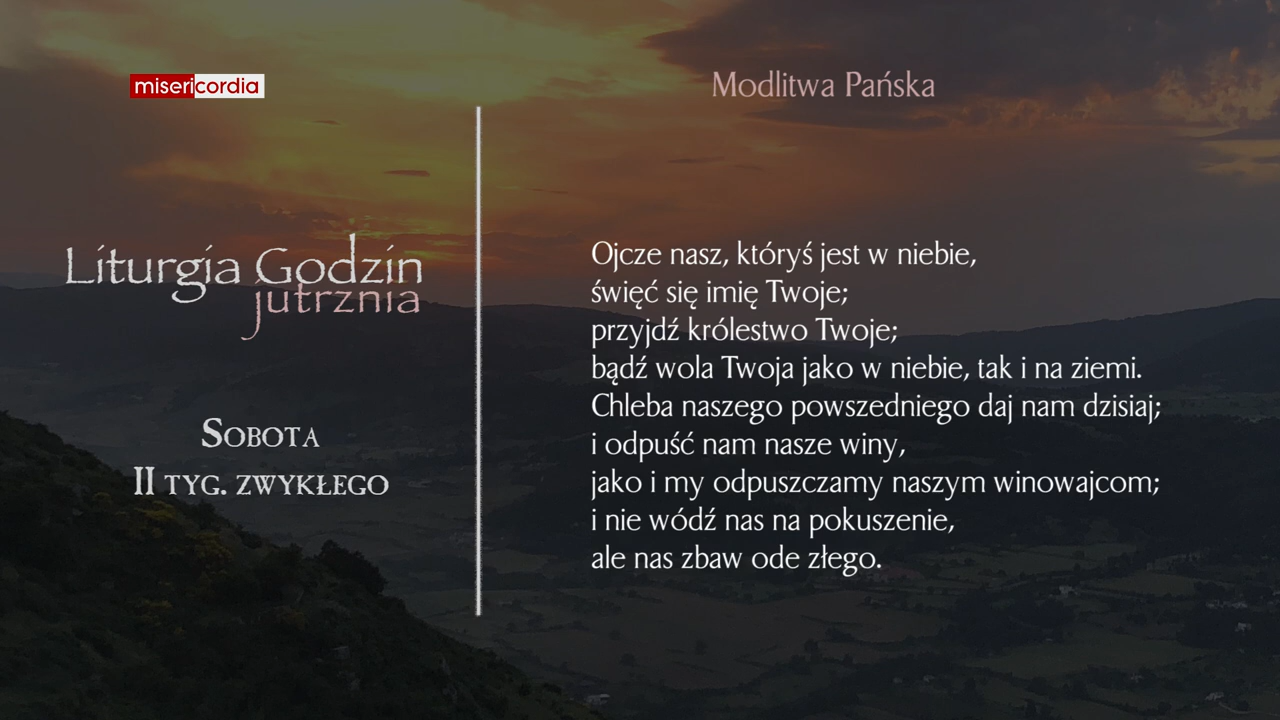 misericordia
Liturgia Godzin
jutrznia
Sobota
II tyg. zwykłego
Modlitwa Pańska
Ojcze nasz, któryś jest w niebie,
święć się imię Twoje;
przyjdź królestwo Twoje;
bądź wola Twoja jako w niebie, tak i na ziemi.
Chleba naszego powszedniego daj nam dzisiaj;
i odpuść nam nasze winy,
jako i my odpuszczamy naszym winowajcom;
i nie wódź nas na pokuszenie,
ale nas zbaw ode złego.